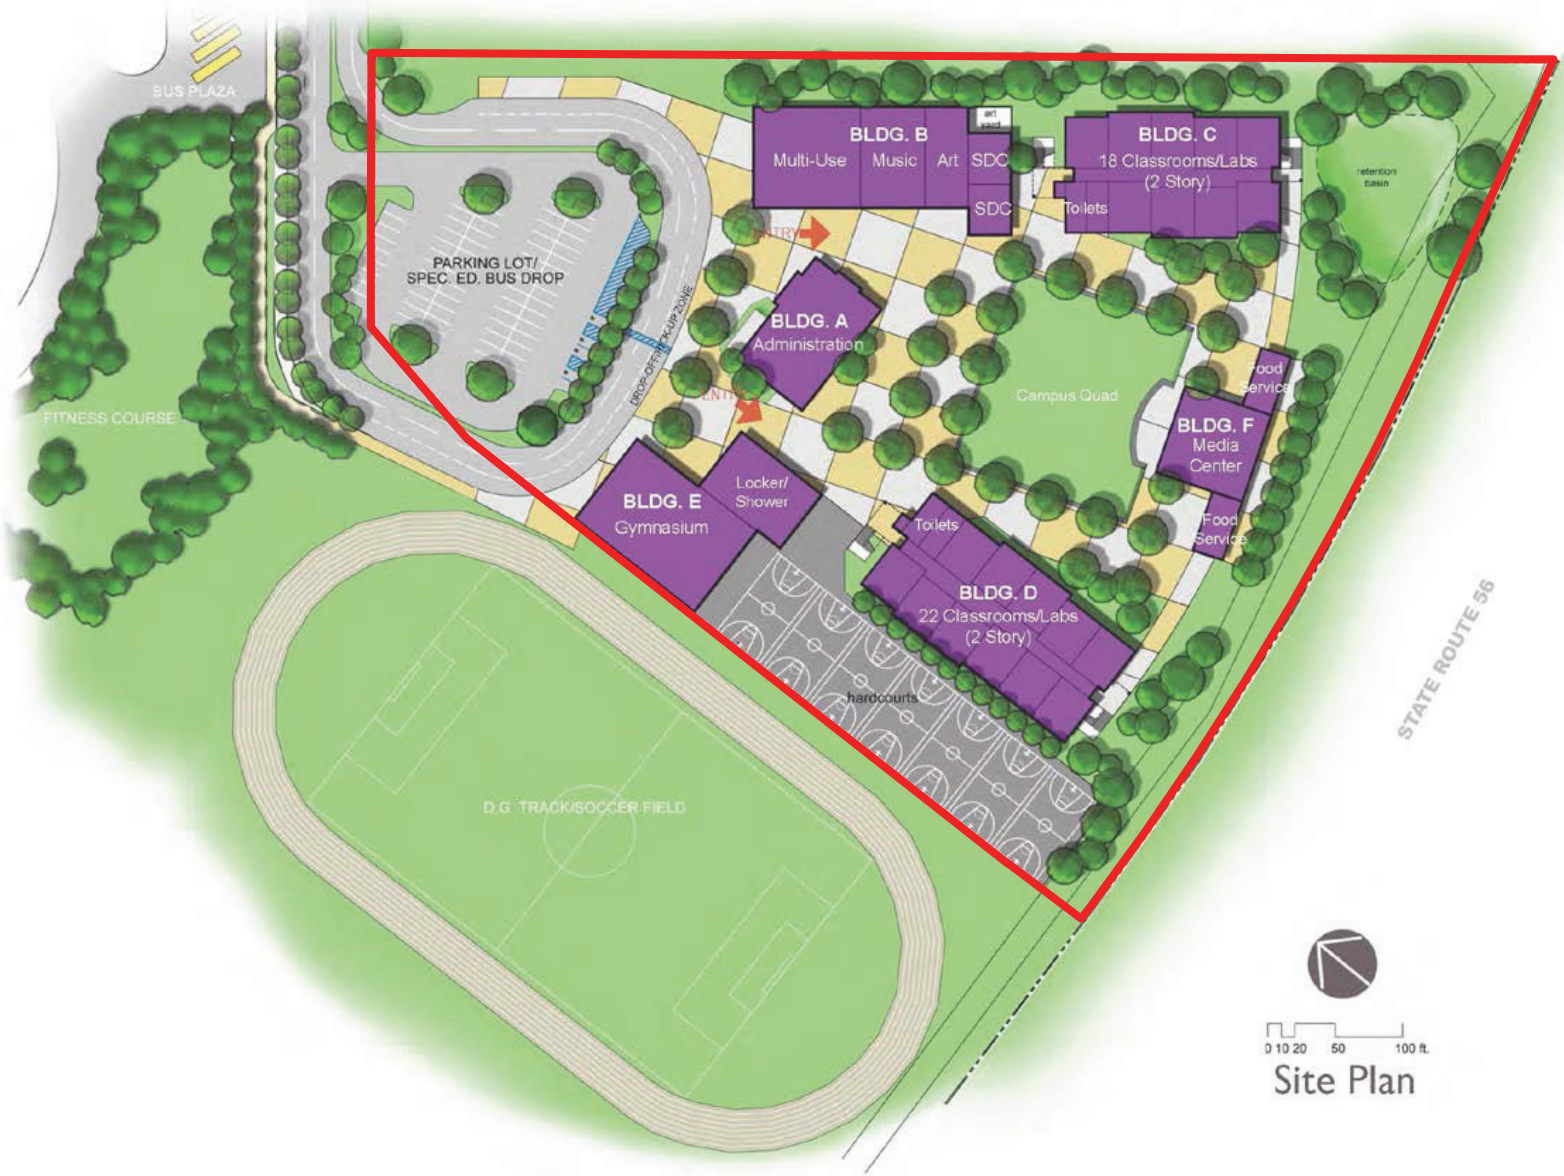 BUS PLAZA
BLDG. B
Multi-Use
Music
Art
art
yard
SDC
SDC
BLDG. C
18 Classrooms/Labs
(2 Story)
Toilets
retention
basin
ENTRY
PARKING LOT/
SPEC. ED. BUS DROP
DROP-OFF/PICK-UP ZONE
BLDG. A
Administration
ENTRY
Campus Quad
Food
Service
BLDG. F
Media
Center
Food
Service
FITNESS COURSE
BLDG. E
Gymnasium
Locker/
Shower
Toilets
BLDG. D
22 Classrooms/Labs
(2 Story)
hardcourts
STATE ROUTE 56
D.G. TRACK/SOCCER FIELD
0 10 20 50 100 ft.
Site Plan